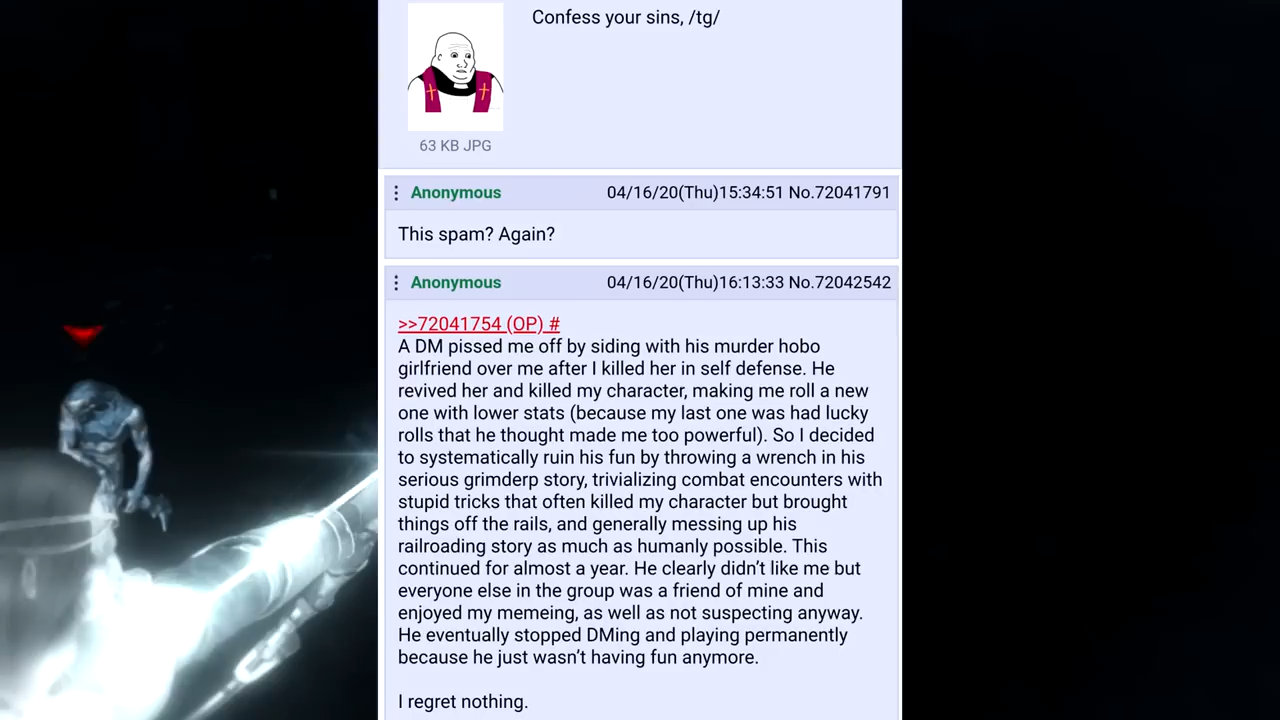 Confess your sins, /tg/
63 KB JPG
Anonymous 04/16/20(Thu)15:34:51 No.72041791
This spam? Again?
Anonymous 04/16/20(Thu)16:13:33 No.72042542
>>72041754 (OP) #
A DM pissed me off by siding with his murder hobo
girlfriend over me after I killed her in self defense. He
revived her and killed my character, making me roll a new
one with lower stats (because my last one was had lucky
rolls that he thought made me too powerful). So I decided
to systematically ruin his fun by throwing a wrench in his
serious grimderp story, trivializing combat encounters with
stupid tricks that often killed my character but brought
things off the rails, and generally messing up his
railroading story as much as humanly possible. This
continued for almost a year. He clearly didn't like me but
everyone else in the group was a friend of mine and
enjoyed my memeing, as well as not suspecting anyway.
He eventually stopped DMing and playing permanently
because he just wasn't having fun anymore.
I regret nothing.